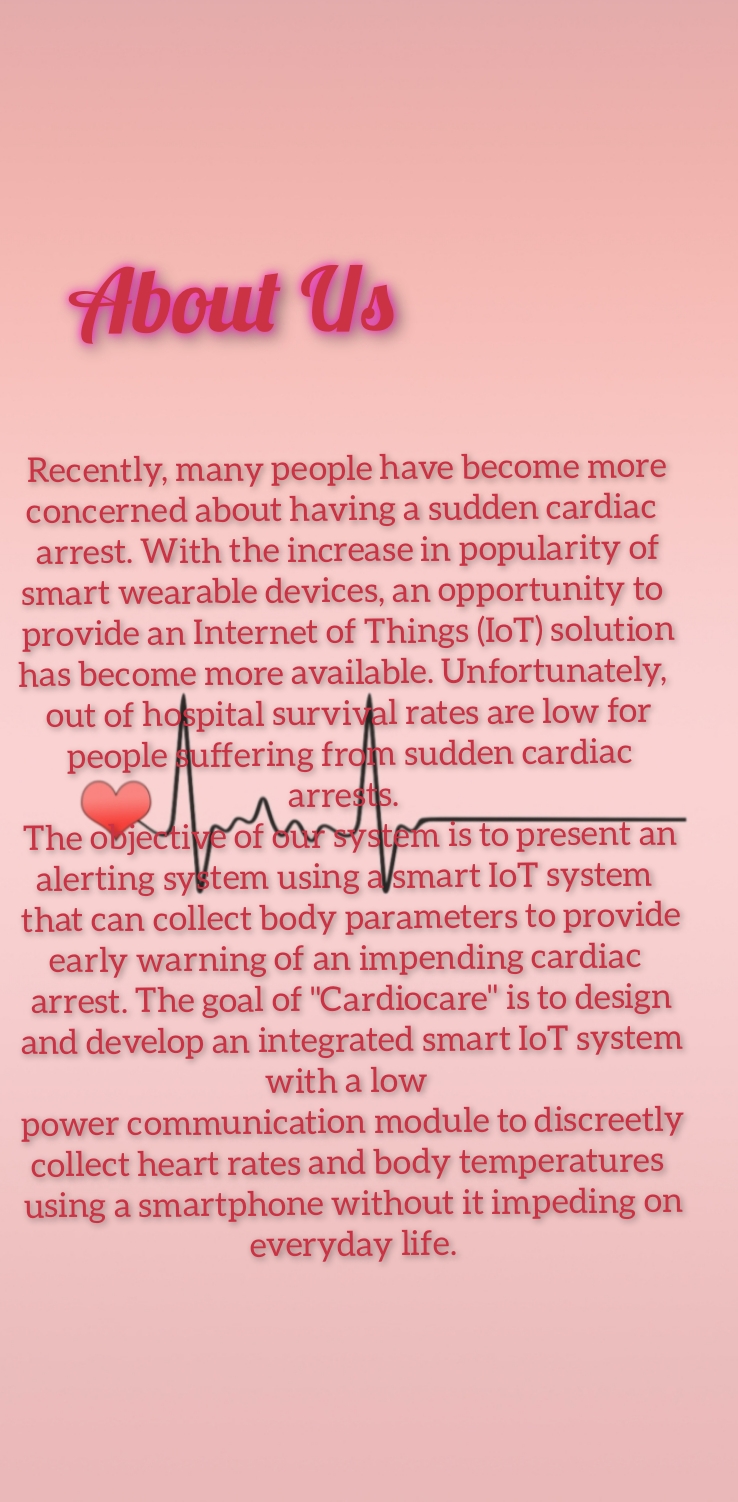 About Us
Recently, many people have become more
concerned about having a sudden cardiac
arrest. With the increase in popularity of
smart wearable devices, an opportunity to
provide an Internet of Things (IoT) solution
has become more available. Unfortunately,
out of hospital survival rates are low for
people suffering from sudden cardiac
arrests.
The objective of our system is to present an
alerting system using a smart IoT system
that can collect body parameters to provide
early warning of an impending cardiac
arrest. The goal of "Cardiocare" is to design
and develop an integrated smart IoT system
with a low
power communication module to discreetly
collect heart rates and body temperatures
using a smartphone without it impeding on
everyday life.